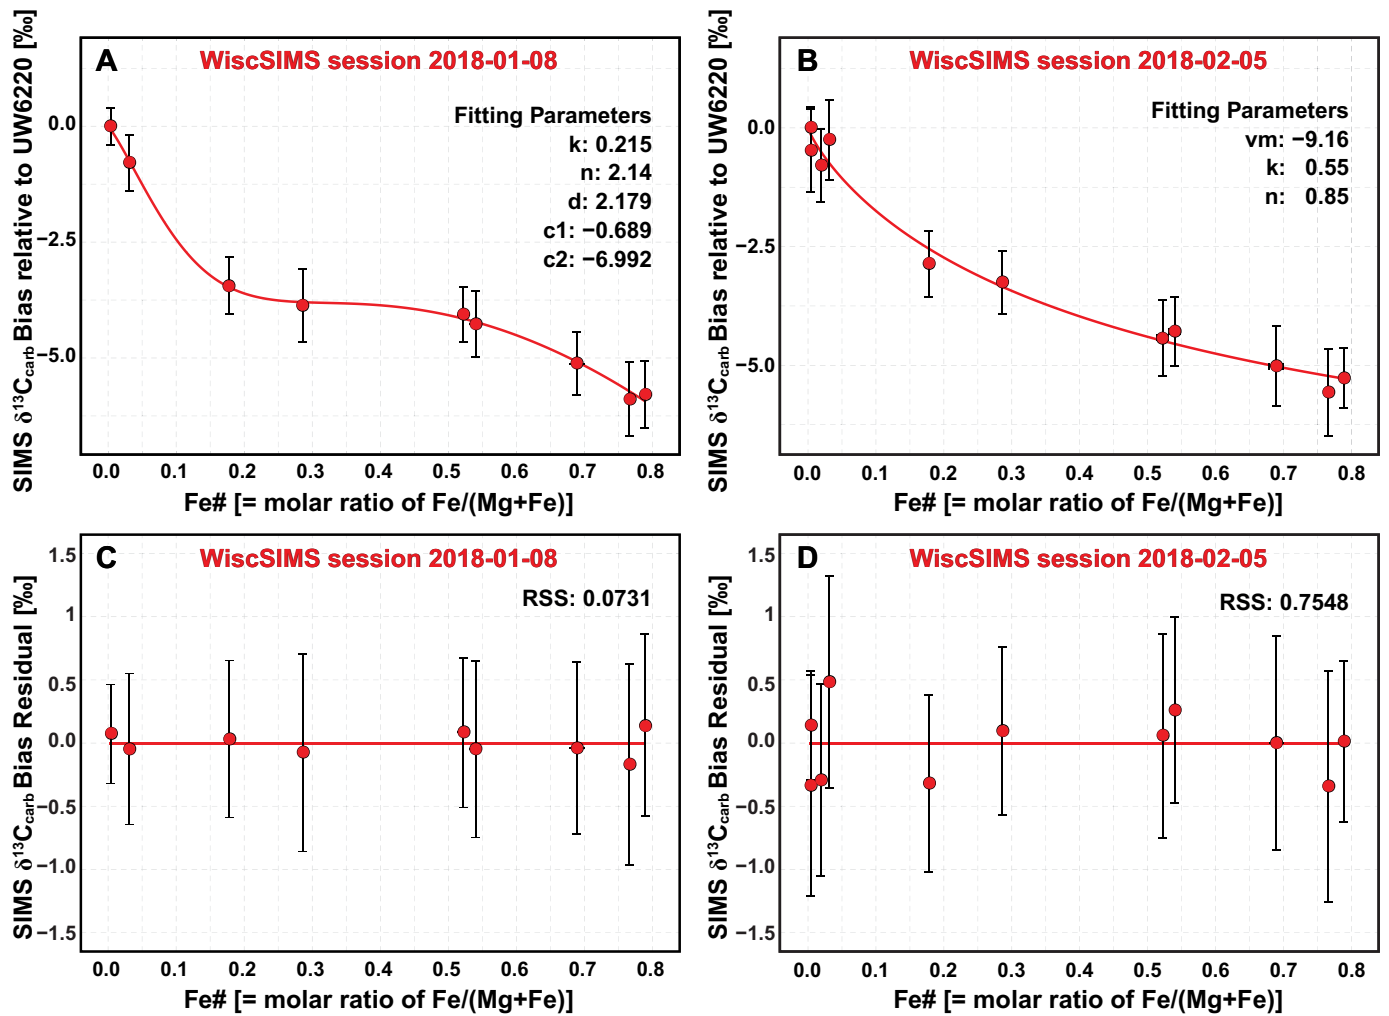 A
WiscSIMS session 2018-01-08
SIMS δ¹³Ccarb Bias relative to UW6220 [‰]
Fitting Parameters
k: 0.215
n: 2.14
d: 2.179
c1: −0.689
c2: −6.992
0.0
−2.5
−5.0
0.0 0.1 0.2 0.3 0.4 0.5 0.6 0.7 0.8
Fe# [= molar ratio of Fe/(Mg+Fe)]
B
WiscSIMS session 2018-02-05
SIMS δ¹³Ccarb Bias relative to UW6220 [‰]
Fitting Parameters
vm: −9.16
k: 0.55
n: 0.85
0.0
−2.5
−5.0
0.0 0.1 0.2 0.3 0.4 0.5 0.6 0.7 0.8
Fe# [= molar ratio of Fe/(Mg+Fe)]
C
WiscSIMS session 2018-01-08
SIMS δ¹³Ccarb Bias Residual [‰]
RSS: 0.0731
1.5
1
0.5
0.0
−0.5
−1.0
−1.5
0.0 0.1 0.2 0.3 0.4 0.5 0.6 0.7 0.8
Fe# [= molar ratio of Fe/(Mg+Fe)]
D
WiscSIMS session 2018-02-05
SIMS δ¹³Ccarb Bias Residual [‰]
RSS: 0.7548
1.5
1
0.5
0.0
−0.5
−1.0
−1.5
0.0 0.1 0.2 0.3 0.4 0.5 0.6 0.7 0.8
Fe# [= molar ratio of Fe/(Mg+Fe)]